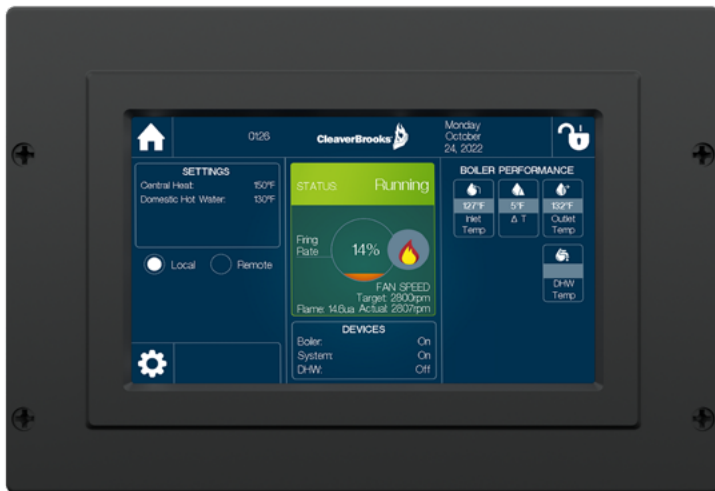 0126
CleaverBrooks
Monday
October
24, 2022
SETTINGS
Central Heat: 150°F
Domestic Hot Water: 130°F
Local
Remote
STATUS: Running
Firing
Rate
14%
FAN SPEED
Target: 2800rpm
Flame: 14.6ua Actual: 2807rpm
DEVICES
Boiler: On
System: On
DHW: Off
BOILER PERFORMANCE
127°F
Inlet
Temp
5°F
Δ T
132°F
Outlet
Temp
DHW
Temp